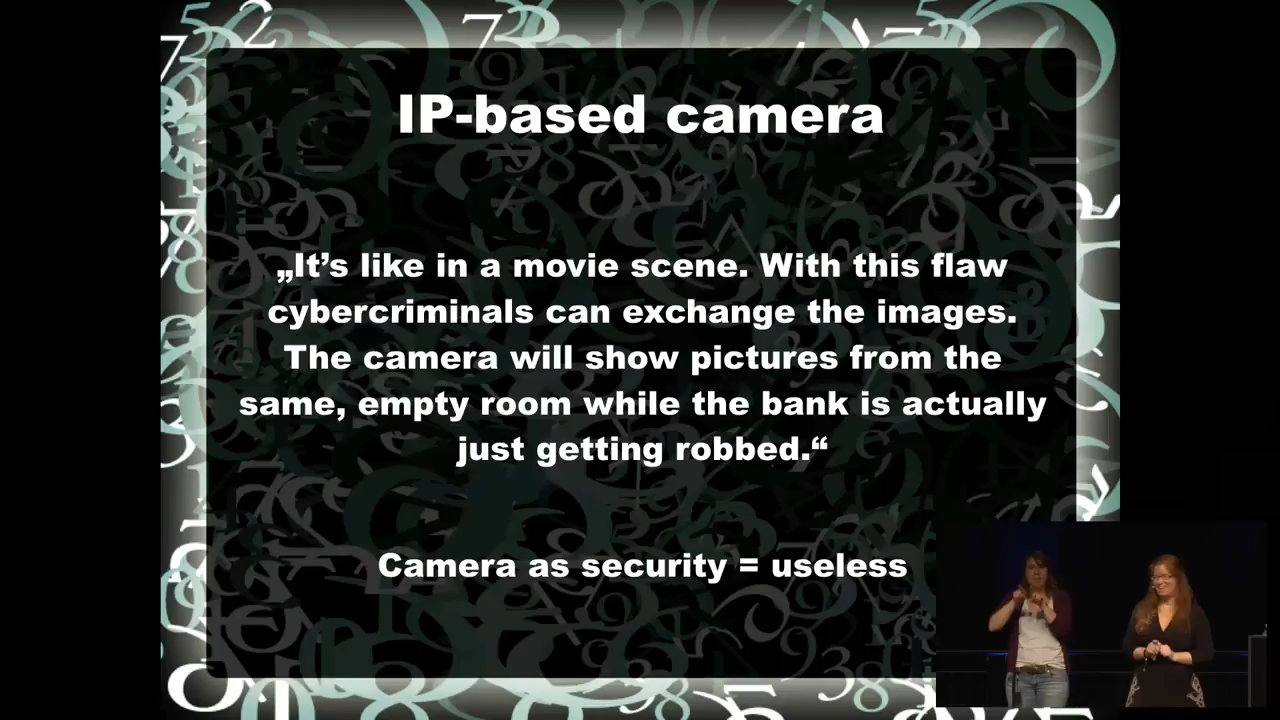 IP-based camera
„It’s like in a movie scene. With this flaw
cybercriminals can exchange the images.
The camera will show pictures from the
same, empty room while the bank is actually
just getting robbed.“
Camera as security = useless